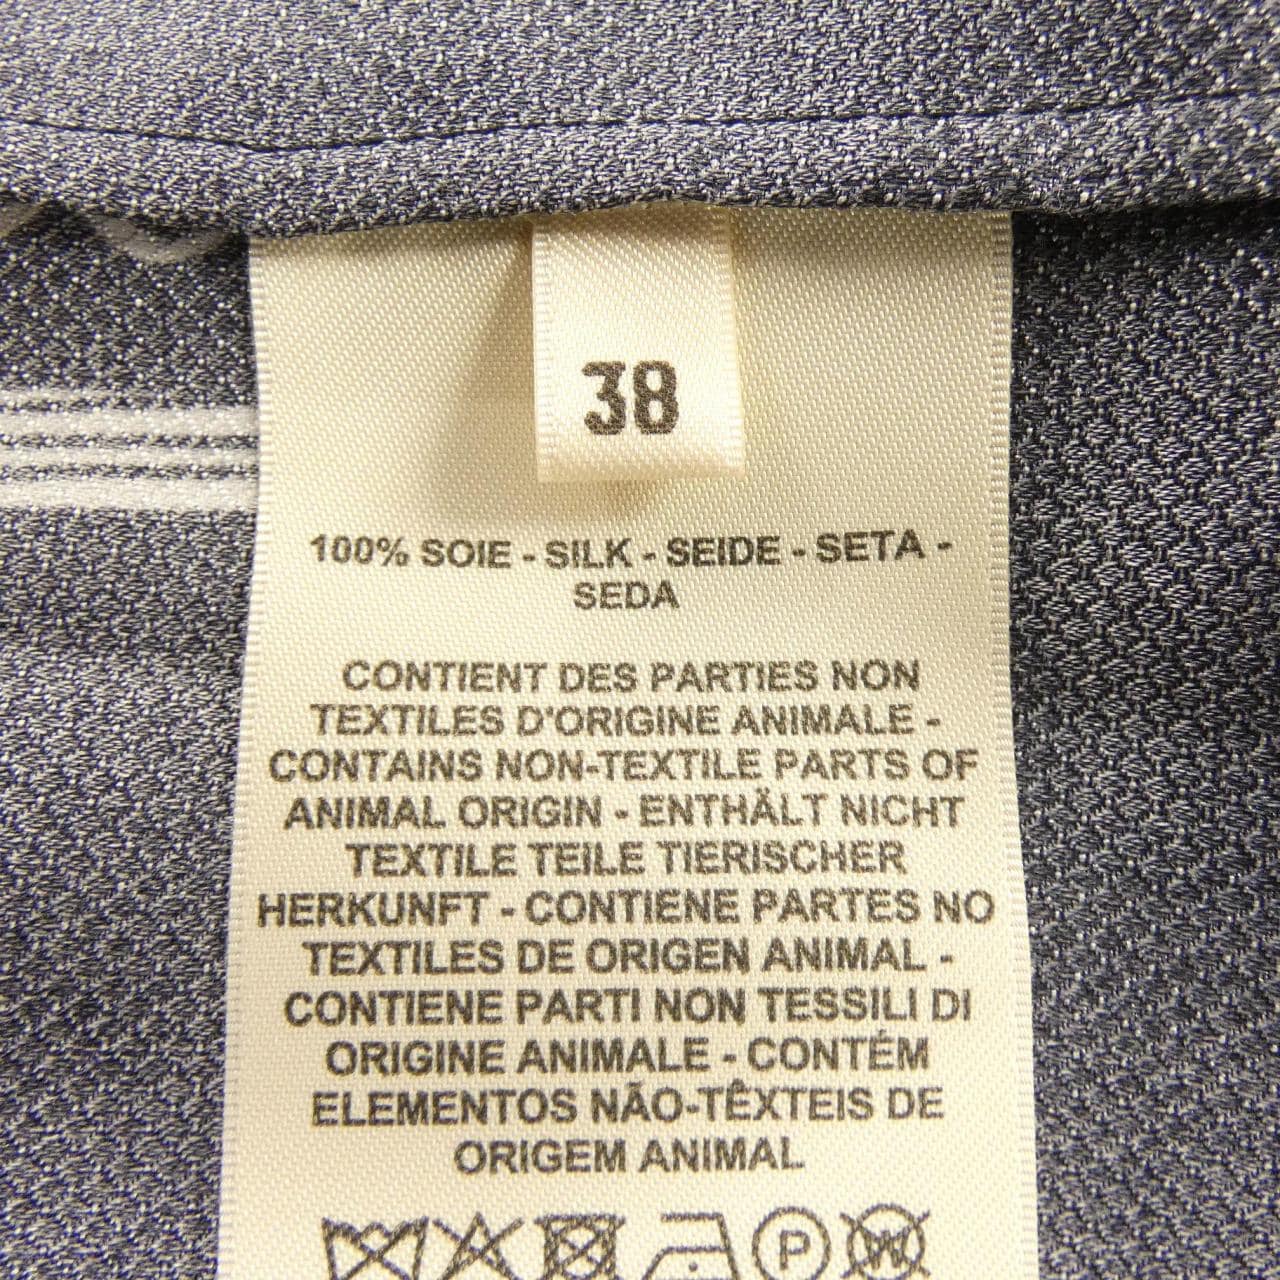 38
100% SOIE - SILK - SEIDE - SETA -
SEDA
CONTIENT DES PARTIES NON
TEXTILES D'ORIGINE ANIMALE -
CONTAINS NON-TEXTILE PARTS OF
ANIMAL ORIGIN - ENTHÄLT NICHT
TEXTILE TEILE TIERISCHER
HERKUNFT - CONTIENE PARTES NO
TEXTILES DE ORIGEN ANIMAL -
CONTIENE PARTI NON TESSILI DI
ORIGINE ANIMALE - CONTÉM
ELEMENTOS NÃO-TÊXTEIS DE
ORIGEM ANIMAL
P W